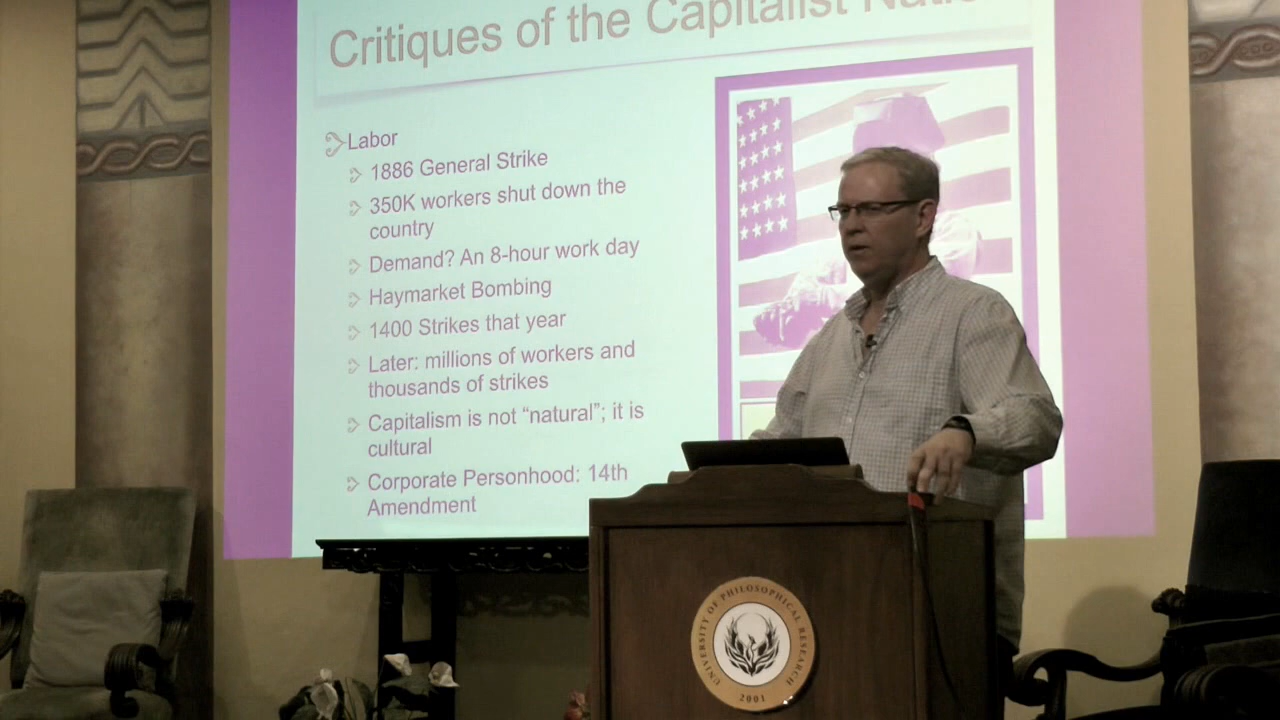 Critiques of the Capitalist
Labor
1886 General Strike
350K workers shut down the
country
Demand? An 8-hour work day
Haymarket Bombing
1400 Strikes that year
Later: millions of workers and
thousands of strikes
Capitalism is not “natural”; it is
cultural
Corporate Personhood: 14th
Amendment
UNIVERSITY OF PHILOSOPHICAL RESEARCH
2001